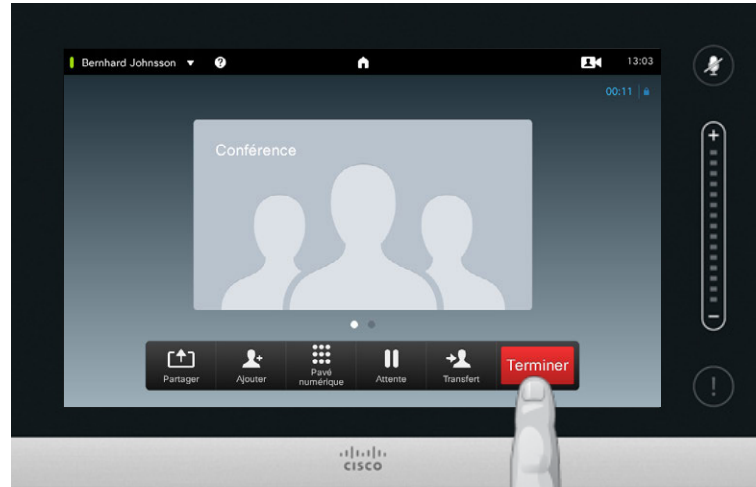 Bernhard Johnsson
13:03
00:11
Conférence
Partager
Ajouter
Pavé
numérique
Attente
Transfert
Terminer
CISCO